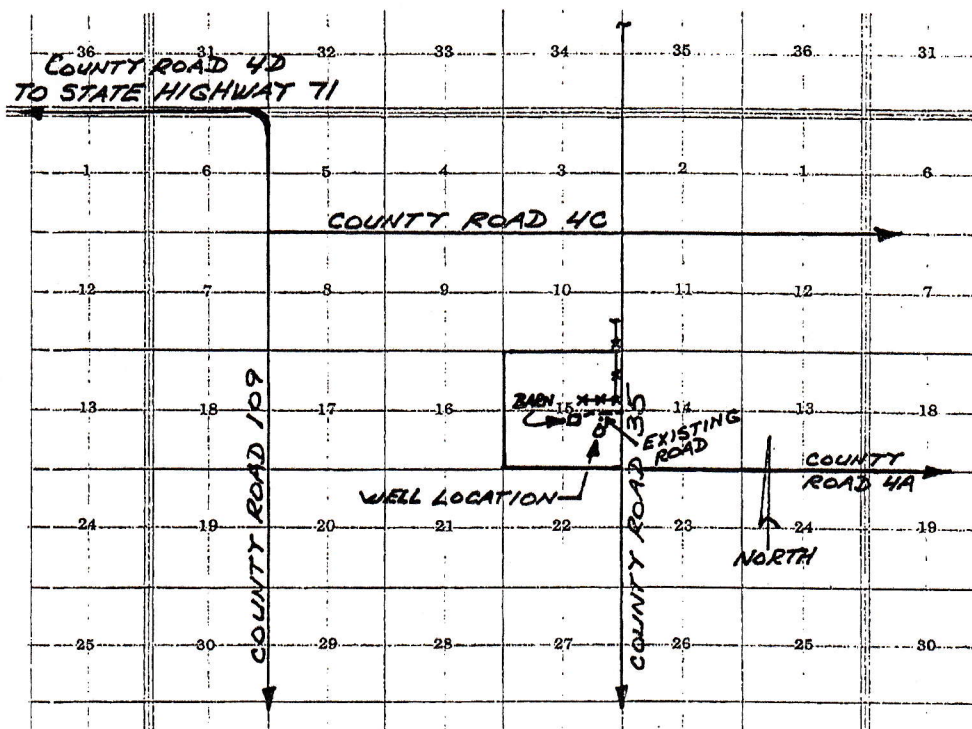 36 31 32 33 34 35 36 31
COUNTY ROAD 4D
TO STATE HIGHWAT 71
1 6 5 4 3 2 1 6
COUNTY ROAD 4C
12 7 8 9 10 11 12 7
COUNTY ROAD 109
13 18 17 16 15 14 13 18
BARN
EXISTING
ROAD
COUNTY ROAD 135
COUNTY
ROAD 4A
WELL LOCATION
24 19 20 21 22 23 24 19
NORTH
25 30 29 28 27 26 25 30